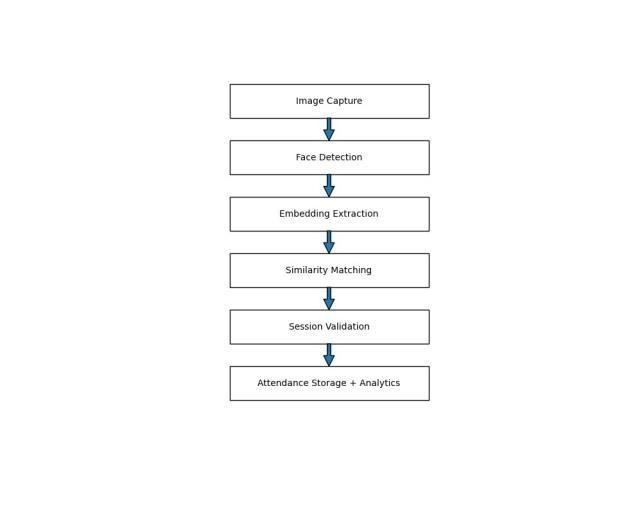 Image Capture
Face Detection
Embedding Extraction
Similarity Matching
Session Validation
Attendance Storage + Analytics